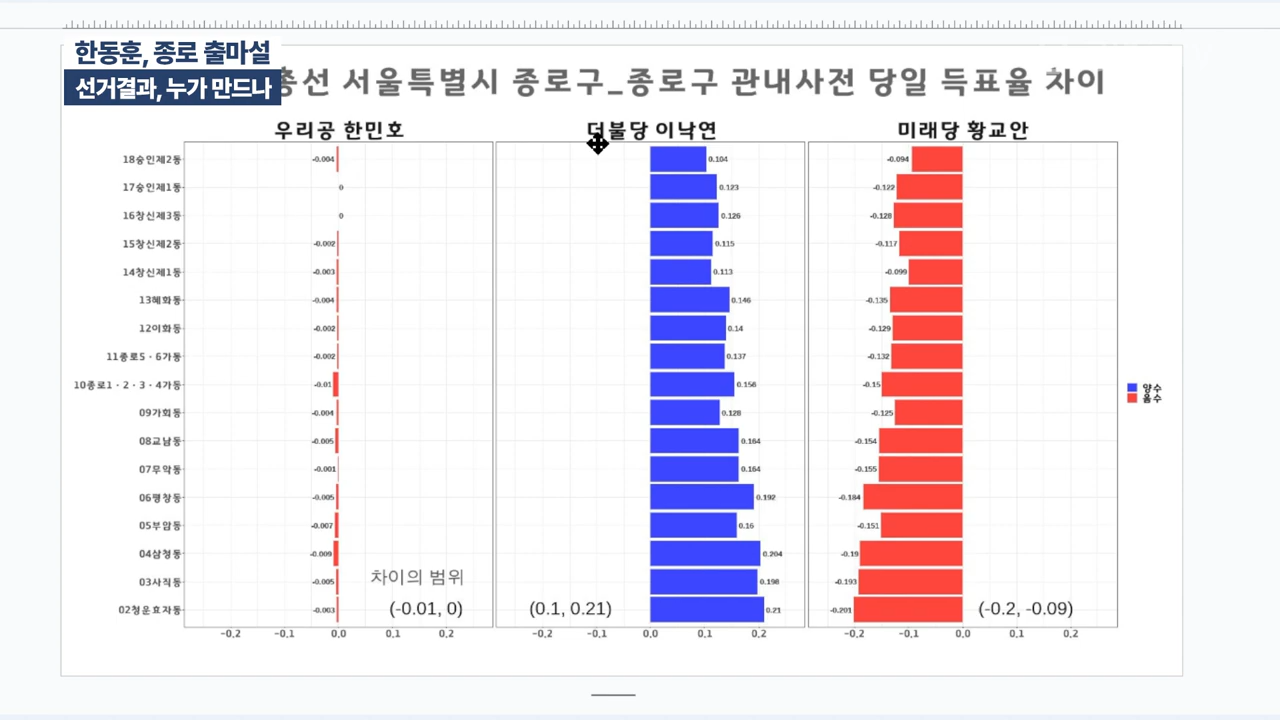 한동훈, 종로 출마설
선거결과, 누가 만드나
총선 서울특별시 종로구_종로구 관내사전 당일 득표율 차이
우리공 한민호
더불당 이낙연
미래당 황교안
18숭인제2동 -0.004 0.104 -0.094
17숭인제1동 0 0.123 -0.122
16창신제3동 0 0.126 -0.128
15창신제2동 -0.002 0.115 -0.117
14창신제1동 -0.003 0.113 -0.099
13혜화동 -0.004 0.146 -0.135
12이화동 -0.002 0.14 -0.129
11종로5·6가동 -0.002 0.137 -0.132
10종로1·2·3·4가동 -0.01 0.156 -0.15
09가회동 -0.004 0.128 -0.125
08교남동 -0.005 0.164 -0.154
07무악동 -0.001 0.164 -0.155
06평창동 -0.005 0.192 -0.184
05부암동 -0.007 0.16 -0.151
04삼청동 -0.009 0.204 -0.19
03사직동 -0.005 0.198 -0.193
02청운효자동 -0.003 0.21 -0.201
차이의 범위
(-0.01, 0) (0.1, 0.21) (-0.2, -0.09)
-0.2 -0.1 0.0 0.1 0.2 -0.2 -0.1 0.0 0.1 0.2 -0.2 -0.1 0.0 0.1 0.2
양수
음수